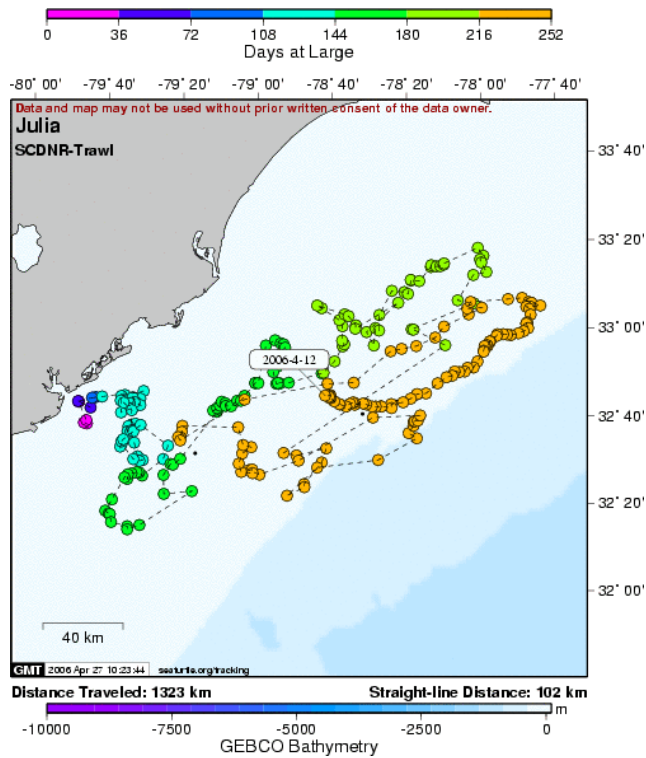 0 36 72 108 144 180 216 252
Days at Large
-80° 00' -79° 40' -79° 20' -79° 00' -78° 40' -78° 20' -78° 00' -77° 40'
Data and map may not be used without prior written consent of the data owner.
Julia
SCDNR-Trawl
33° 40'
33° 20'
33° 00'
2006-4-12
32° 40'
32° 20'
32° 00'
40 km
GMT 2006 Apr 27 10:23:44 seaturtle.org/tracking
Distance Traveled: 1323 km Straight-line Distance: 102 km
m
-10000 -7500 -5000 -2500 0
GEBCO Bathymetry